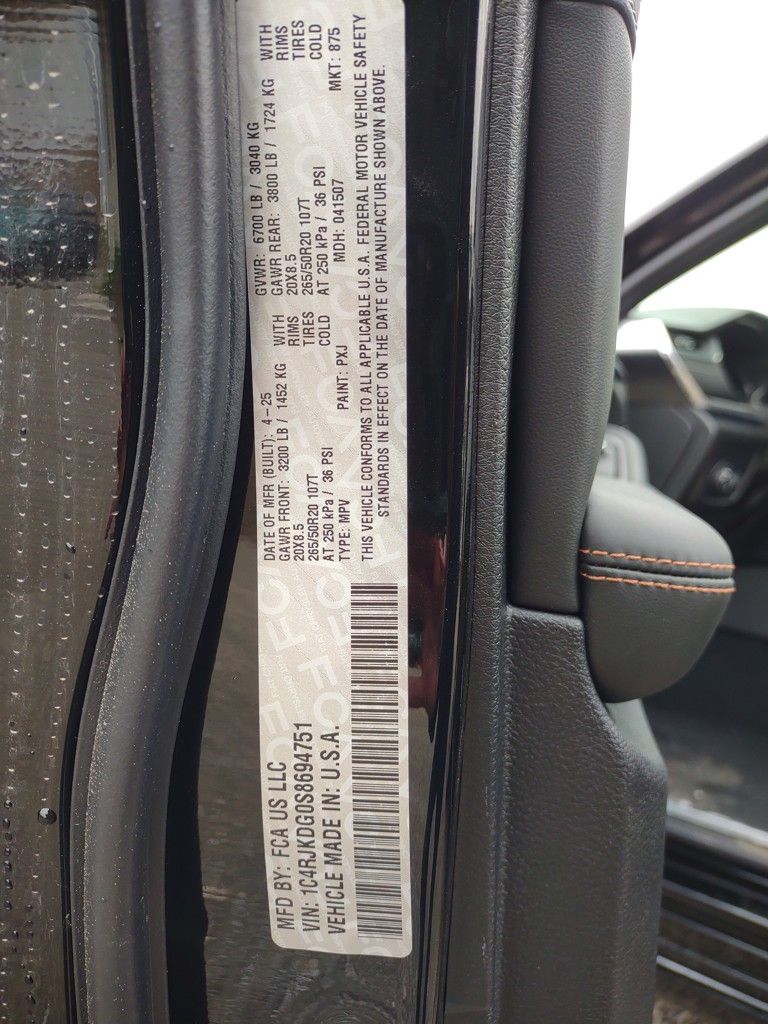 MFD BY: FCA US LLC
VIN: 1C4RJKDG0S8694751
VEHICLE MADE IN: U.S.A.
DATE OF MFR (BUILT): 4-25
GAWR FRONT: 3200 LB / 1452 KG WITH
20X8.5 RIMS
265/50R20 107T TIRES
AT 250 kPa / 36 PSI COLD
TYPE: MPV PAINT: PXJ
GVWR: 6700 LB / 3040 KG
GAWR REAR: 3800 LB / 1724 KG WITH
20X8.5 RIMS
265/50R20 107T TIRES
AT 250 kPa / 36 PSI COLD
MDH: 041507 MKT: 875
THIS VEHICLE CONFORMS TO ALL APPLICABLE U.S.A. FEDERAL MOTOR VEHICLE SAFETY
STANDARDS IN EFFECT ON THE DATE OF MANUFACTURE SHOWN ABOVE.